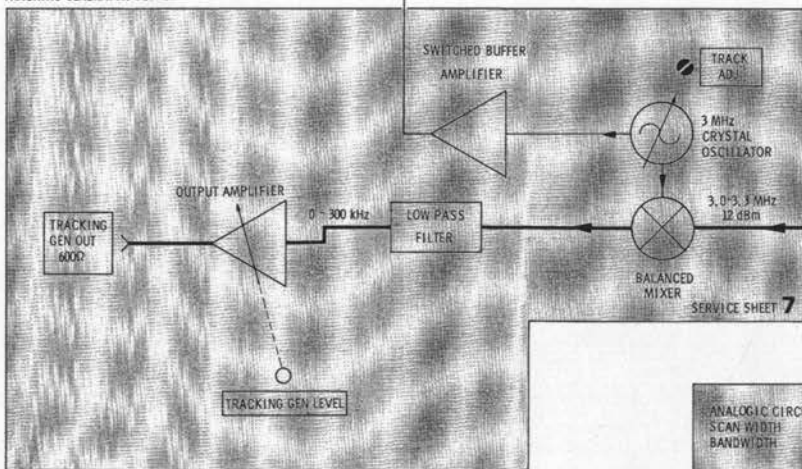 SWITCHED BUFFER
AMPLIFIER
TRACK
ADJ
3 MHz
CRYSTAL
OSCILLATOR
OUTPUT AMPLIFIER
TRACKING
GEN OUT
600Ω
0 - 300 kHz
LOW PASS
FILTER
3.0-3.3 MHz
12 dBm
BALANCED
MIXER
SERVICE SHEET 7
TRACKING GEN LEVEL
ANALOGIC CIRC
SCAN WIDTH
BANDWIDTH